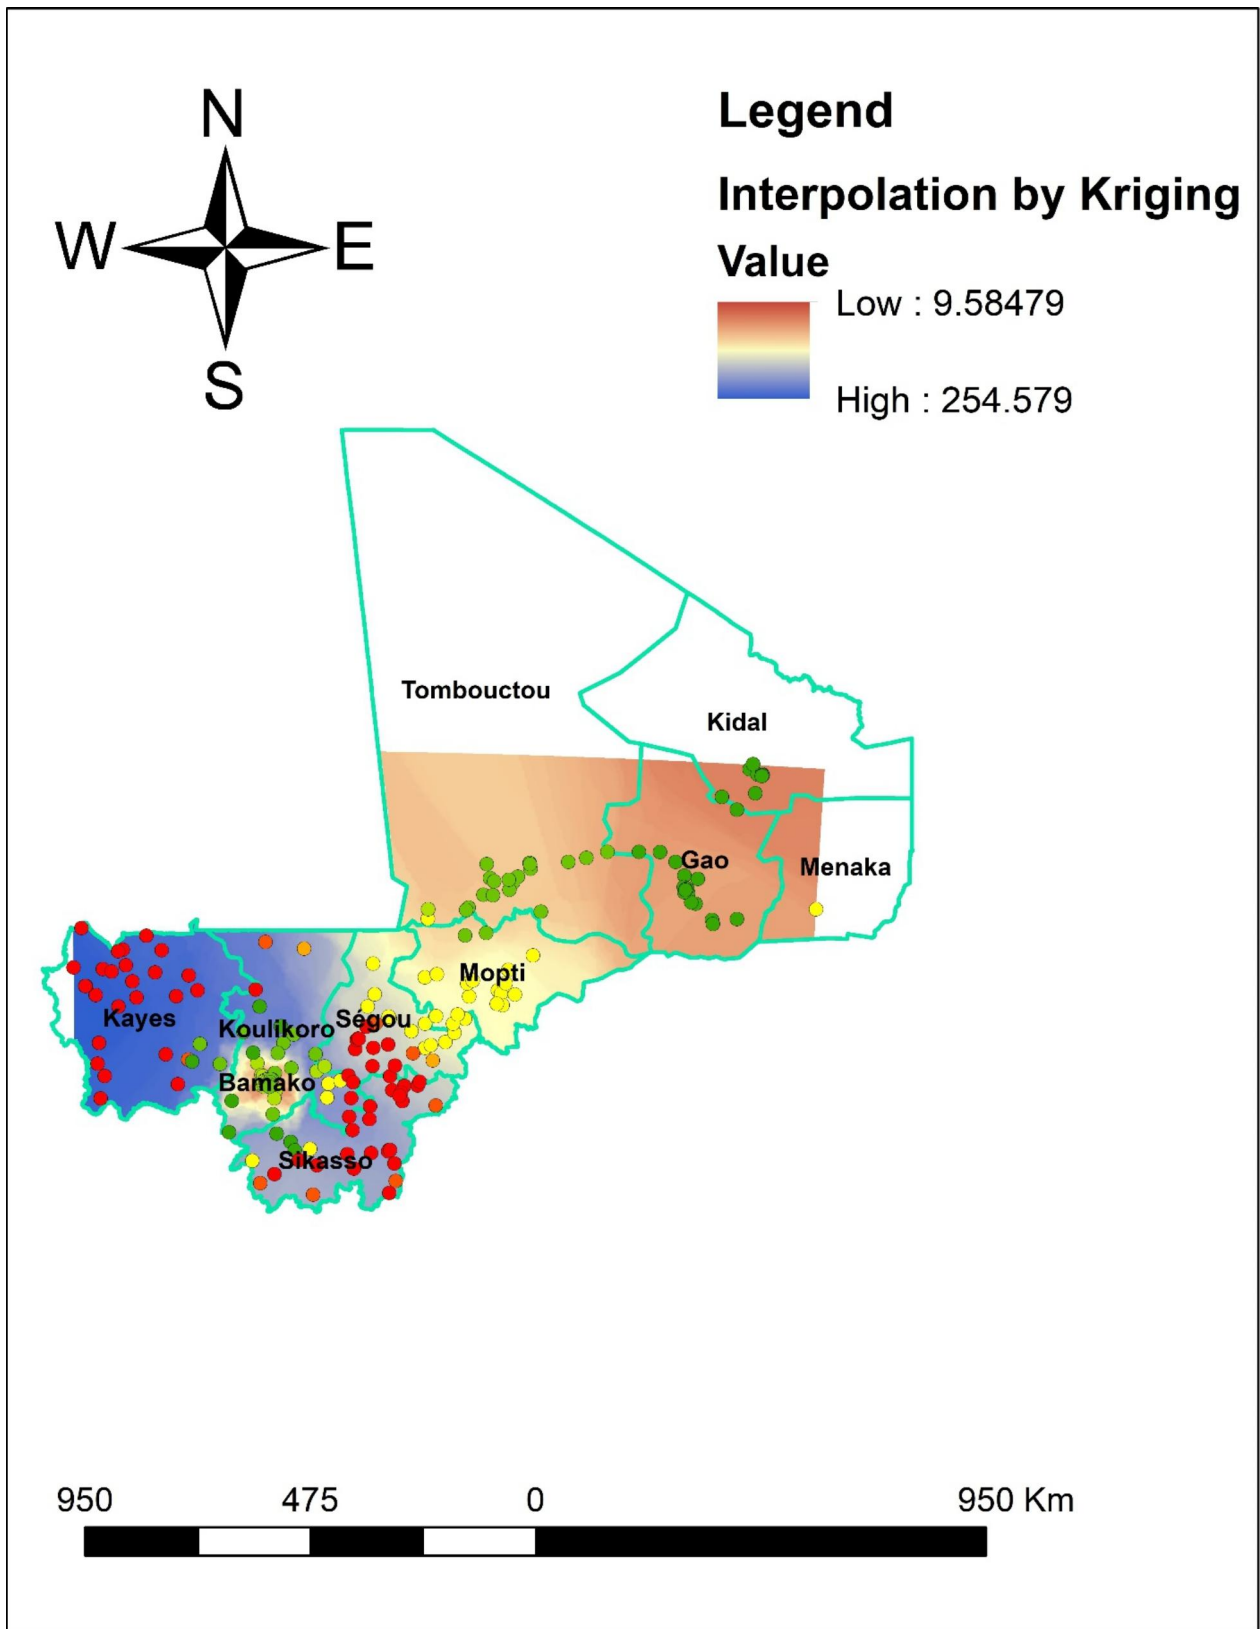 N
W E
S
Legend
Interpolation by Kriging
Value
Low : 9.58479
High : 254.579
Tombouctou
Kidal
Gao
Menaka
Mopti
Kayes
Koulikoro
Ségou
Bamako
Sikasso
950 475 0 950 Km